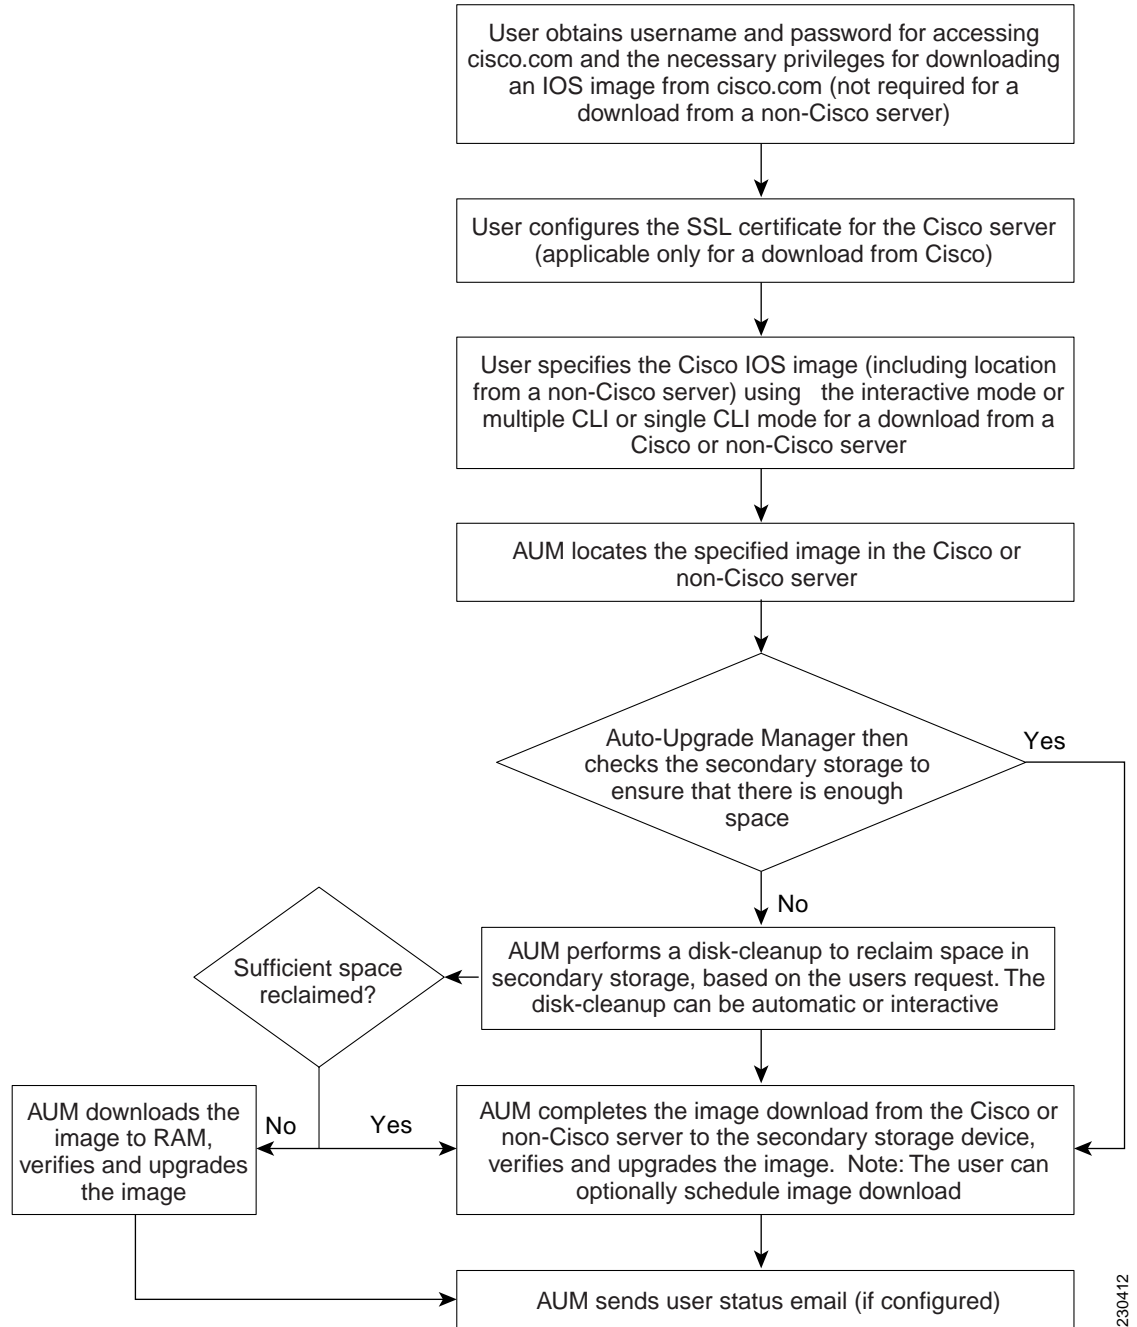 User obtains username and password for accessing
cisco.com and the necessary privileges for downloading
an IOS image from cisco.com (not required for a
download from a non-Cisco server)
User configures the SSL certificate for the Cisco server
(applicable only for a download from Cisco)
User specifies the Cisco IOS image (including location
from a non-Cisco server) using the interactive mode or
multiple CLI or single CLI mode for a download from a
Cisco or non-Cisco server
AUM locates the specified image in the Cisco or
non-Cisco server
Auto-Upgrade Manager then
checks the secondary storage to
ensure that there is enough
space
Yes
No
AUM performs a disk-cleanup to reclaim space in
secondary storage, based on the users request. The
disk-cleanup can be automatic or interactive
Sufficient space
reclaimed?
No
Yes
AUM downloads the
image to RAM,
verifies and upgrades
the image
AUM completes the image download from the Cisco or
non-Cisco server to the secondary storage device,
verifies and upgrades the image. Note: The user can
optionally schedule image download
AUM sends user status email (if configured)
230412